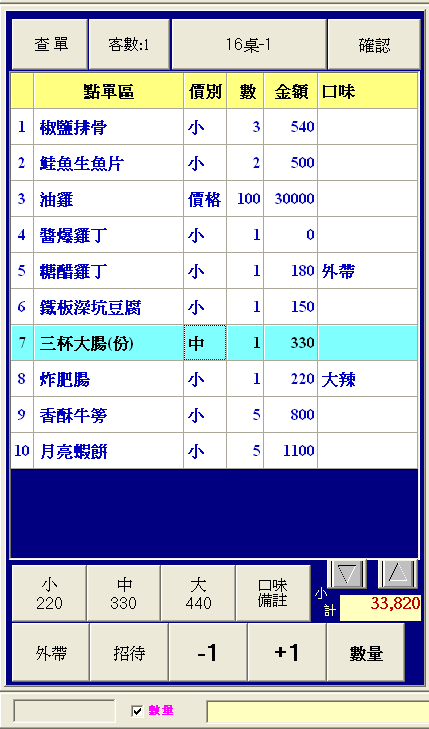 查單 客數:1 16桌-1 確認
點單區 價別 數 金額 口味
1 椒鹽排骨 小 3 540
2 鮭魚生魚片 小 2 500
3 油雞 價格 100 30000
4 醬爆雞丁 小 1 0
5 糖醋雞丁 小 1 180 外帶
6 鐵板深坑豆腐 小 1 150
7 三杯大腸(份) 中 1 330
8 炸肥腸 小 1 220 大辣
9 香酥牛蒡 小 5 800
10 月亮蝦餅 小 5 1100
小 中 大 口味
220 330 440 備註
小計 33,820
外帶 招待 -1 +1 數量
數量